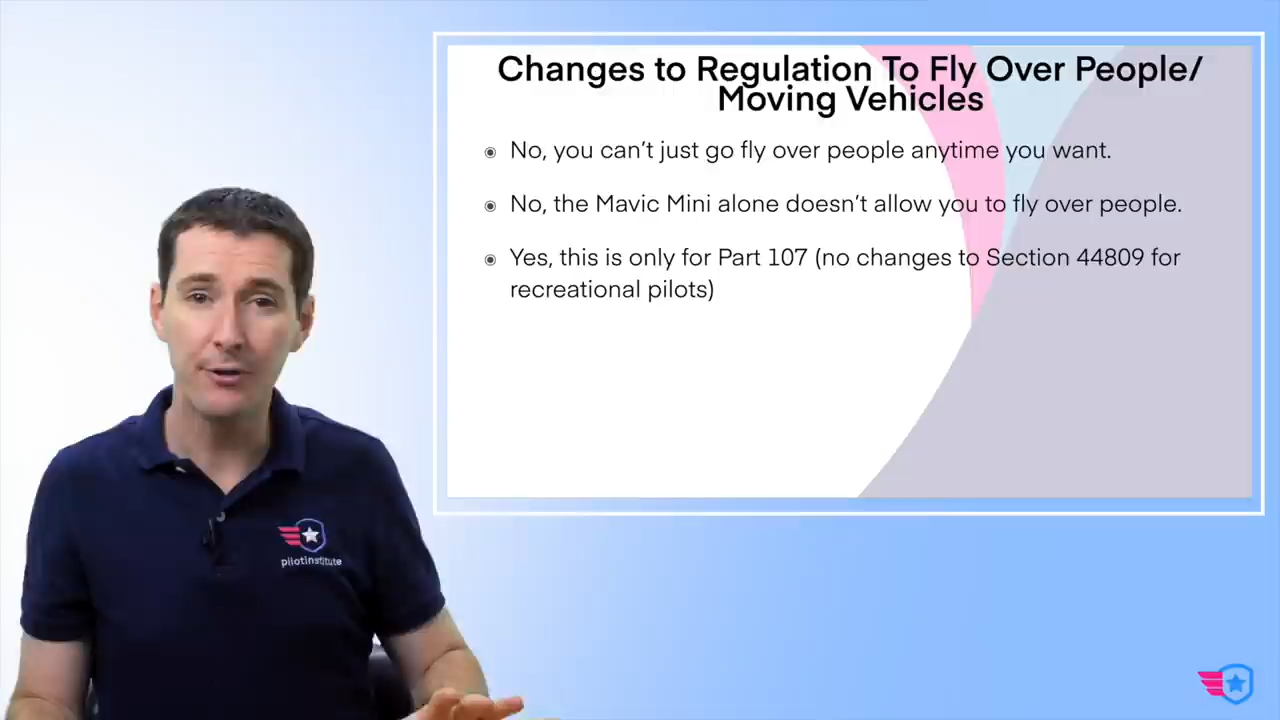 Changes to Regulation To Fly Over People/
Moving Vehicles
No, you can’t just go fly over people anytime you want.
No, the Mavic Mini alone doesn’t allow you to fly over people.
Yes, this is only for Part 107 (no changes to Section 44809 for
recreational pilots)
pilotinstitute